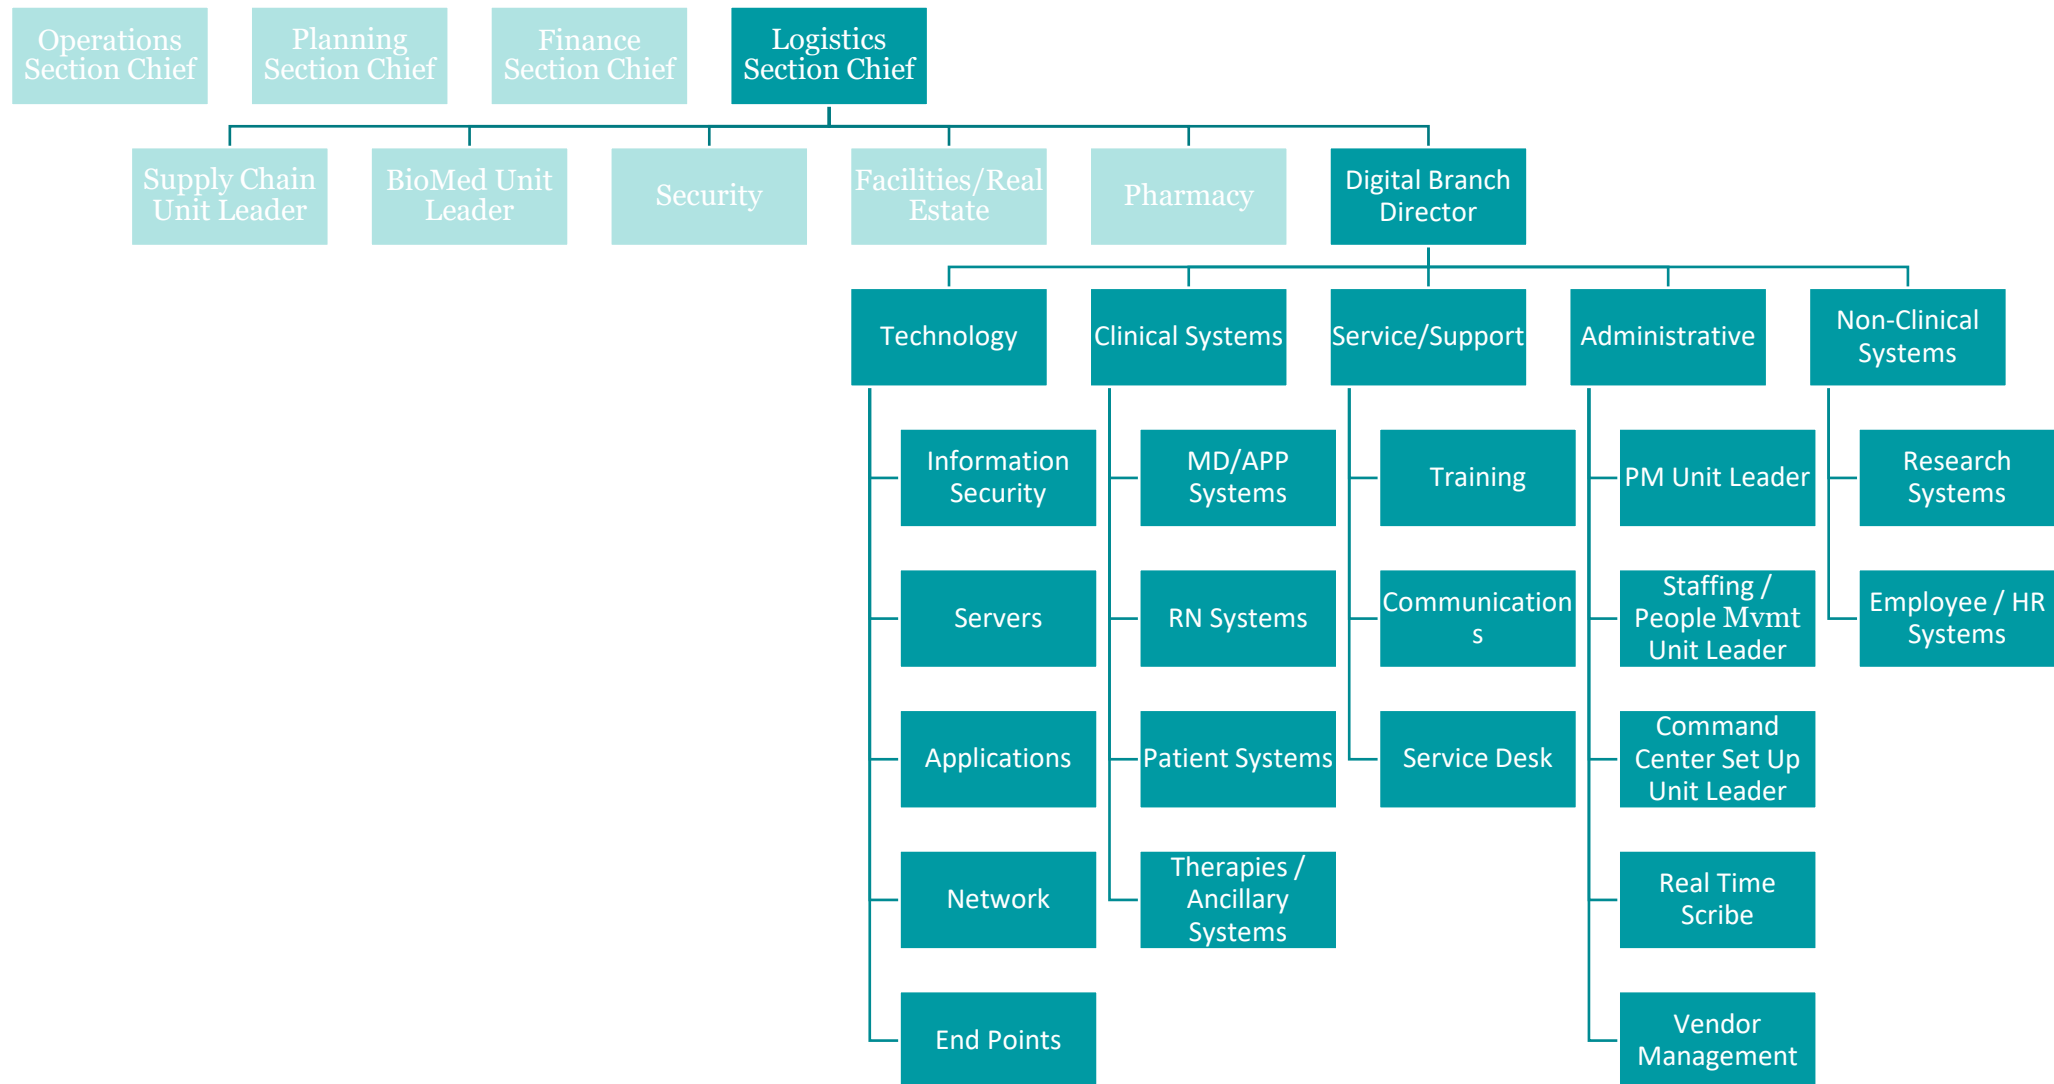 Operations
Section Chief
Planning
Section Chief
Finance
Section Chief
Logistics
Section Chief
Supply Chain
Unit Leader
BioMed Unit
Leader
Security
Facilities/Real
Estate
Pharmacy
Digital Branch
Director
Technology
Clinical Systems
Service/Support
Administrative
Non-Clinical
Systems
Information
Security
Servers
Applications
Network
End Points
MD/APP
Systems
RN Systems
Patient Systems
Therapies /
Ancillary
Systems
Training
Communication
s
Service Desk
PM Unit Leader
Staffing /
People Mvmt
Unit Leader
Command
Center Set Up
Unit Leader
Real Time
Scribe
Vendor
Management
Research
Systems
Employee / HR
Systems